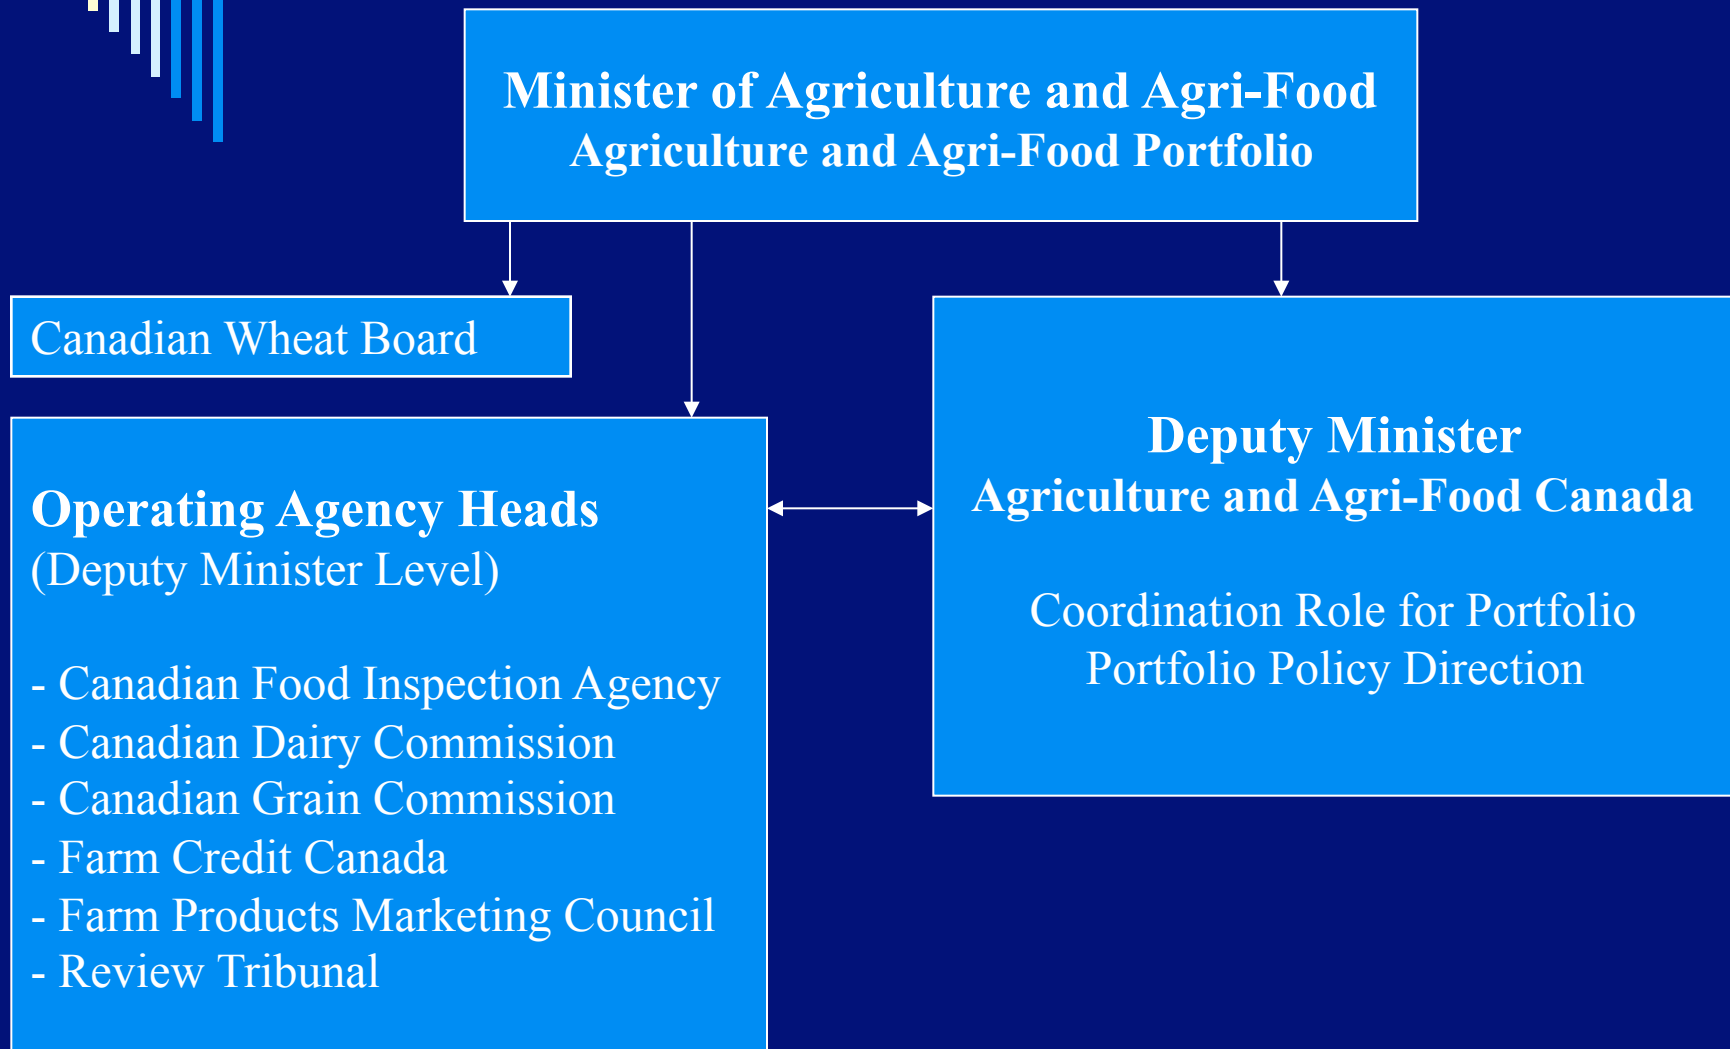 Minister of Agriculture and Agri-Food
Agriculture and Agri-Food Portfolio
Canadian Wheat Board
Operating Agency Heads
(Deputy Minister Level)
- Canadian Food Inspection Agency
- Canadian Dairy Commission
- Canadian Grain Commission
- Farm Credit Canada
- Farm Products Marketing Council
- Review Tribunal
Deputy Minister
Agriculture and Agri-Food Canada
Coordination Role for Portfolio
Portfolio Policy Direction